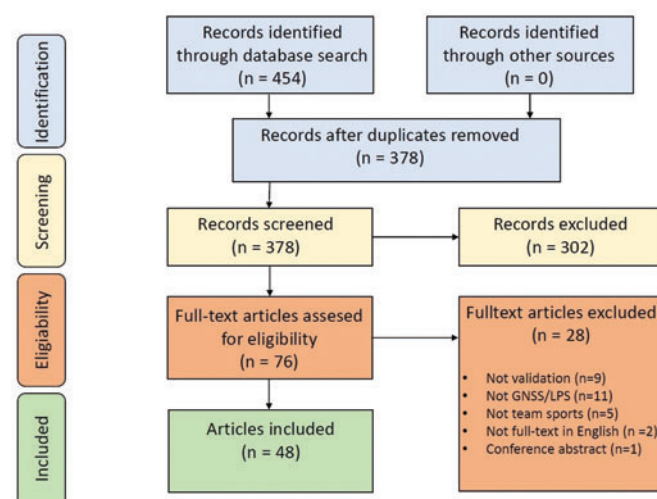 Identification
Records identified
through database search
(n = 454)
Records identified
through other sources
(n = 0)
Records after duplicates removed
(n = 378)
Screening
Records screened
(n = 378)
Records excluded
(n = 302)
Eligiability
Full-text articles assesed
for eligibility
(n = 76)
Fulltext articles excluded
(n = 28)
• Not validation (n=9)
• Not GNSS/LPS (n=11)
• Not team sports (n=5)
• Not full-text in English (n =2)
• Conference abstract (n=1)
Included
Articles included
(n = 48)